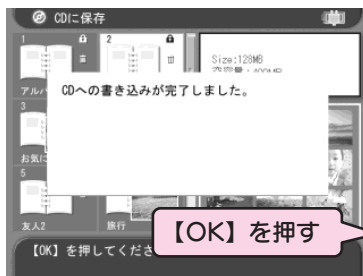 CDに保存
1
2
Size:128MB
アルバ
CDへの書き込みが完了しました。
3
お気に
5
友人2
旅行
【OK】を押してくださ
【OK】を押す